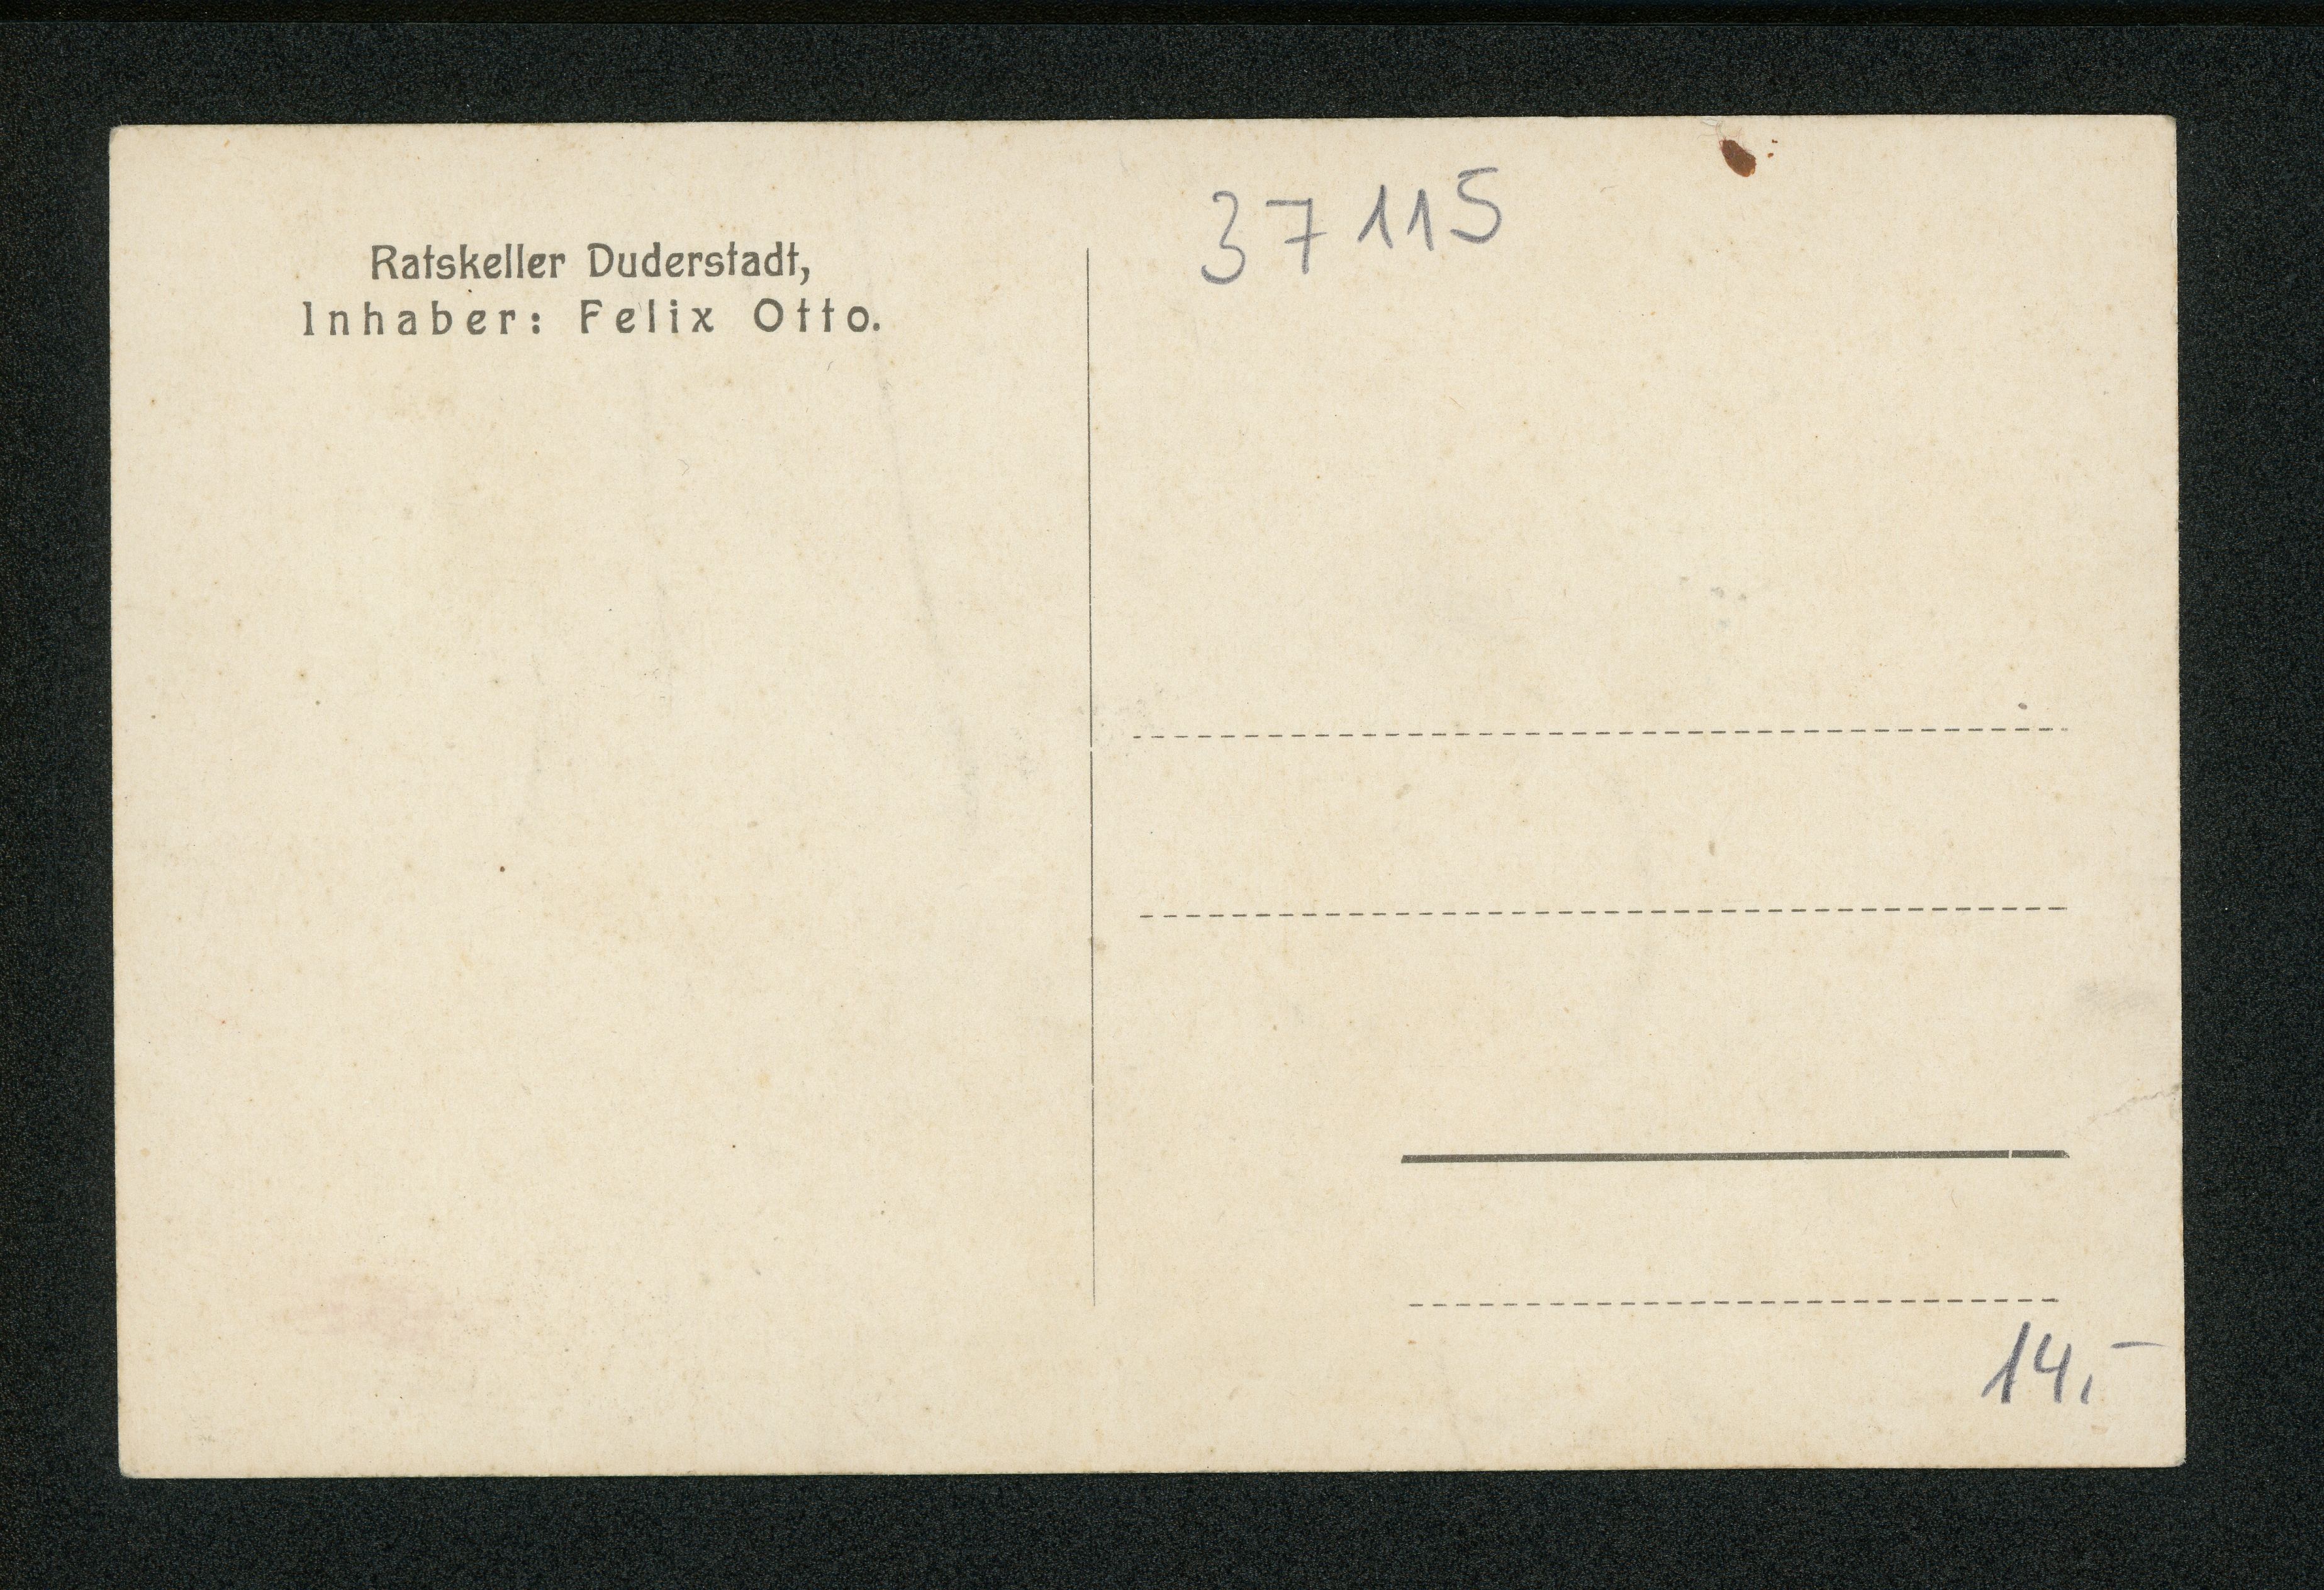 Ratskeller Duderstadt,
Inhaber: Felix Otto.
37115
14,-